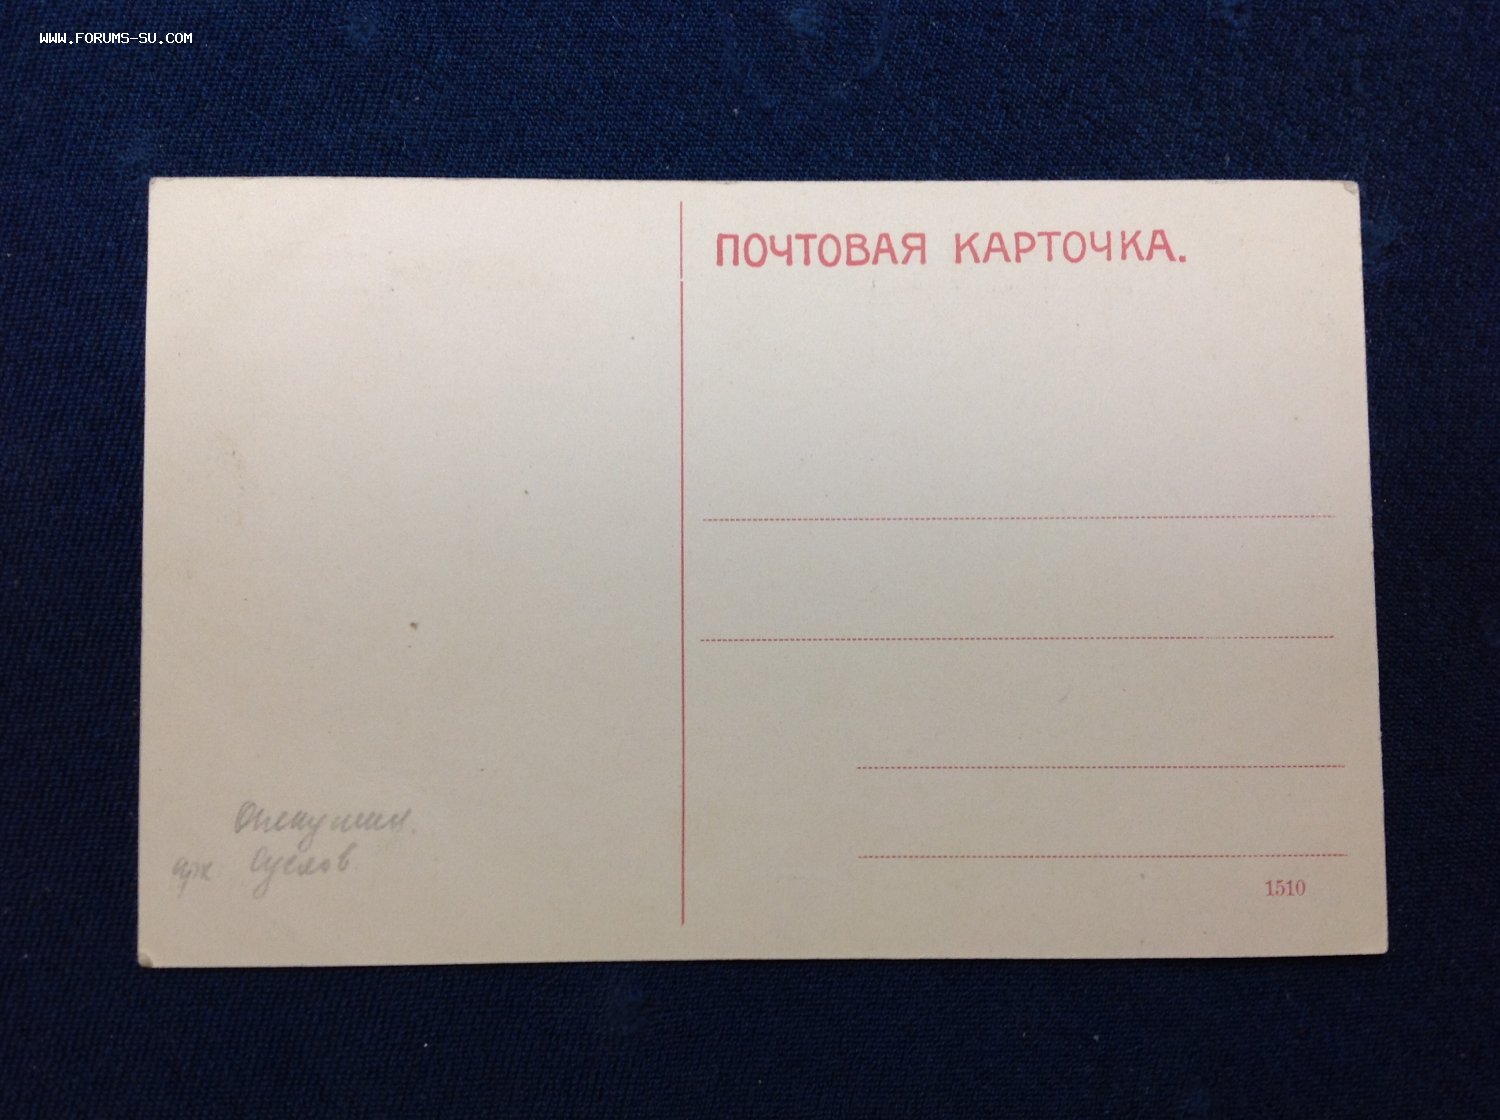 WWW.FORUMS-SU.COM
ПОЧТОВАЯ КАРТОЧКА.
Опекушин.
арх Суслов
1510